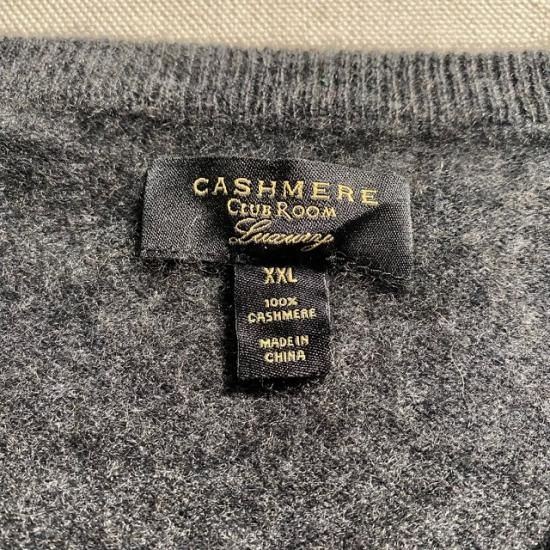 CASHMERE
CLUB ROOM
Luxury
XXL
100%
CASHMERE
MADE IN
CHINA